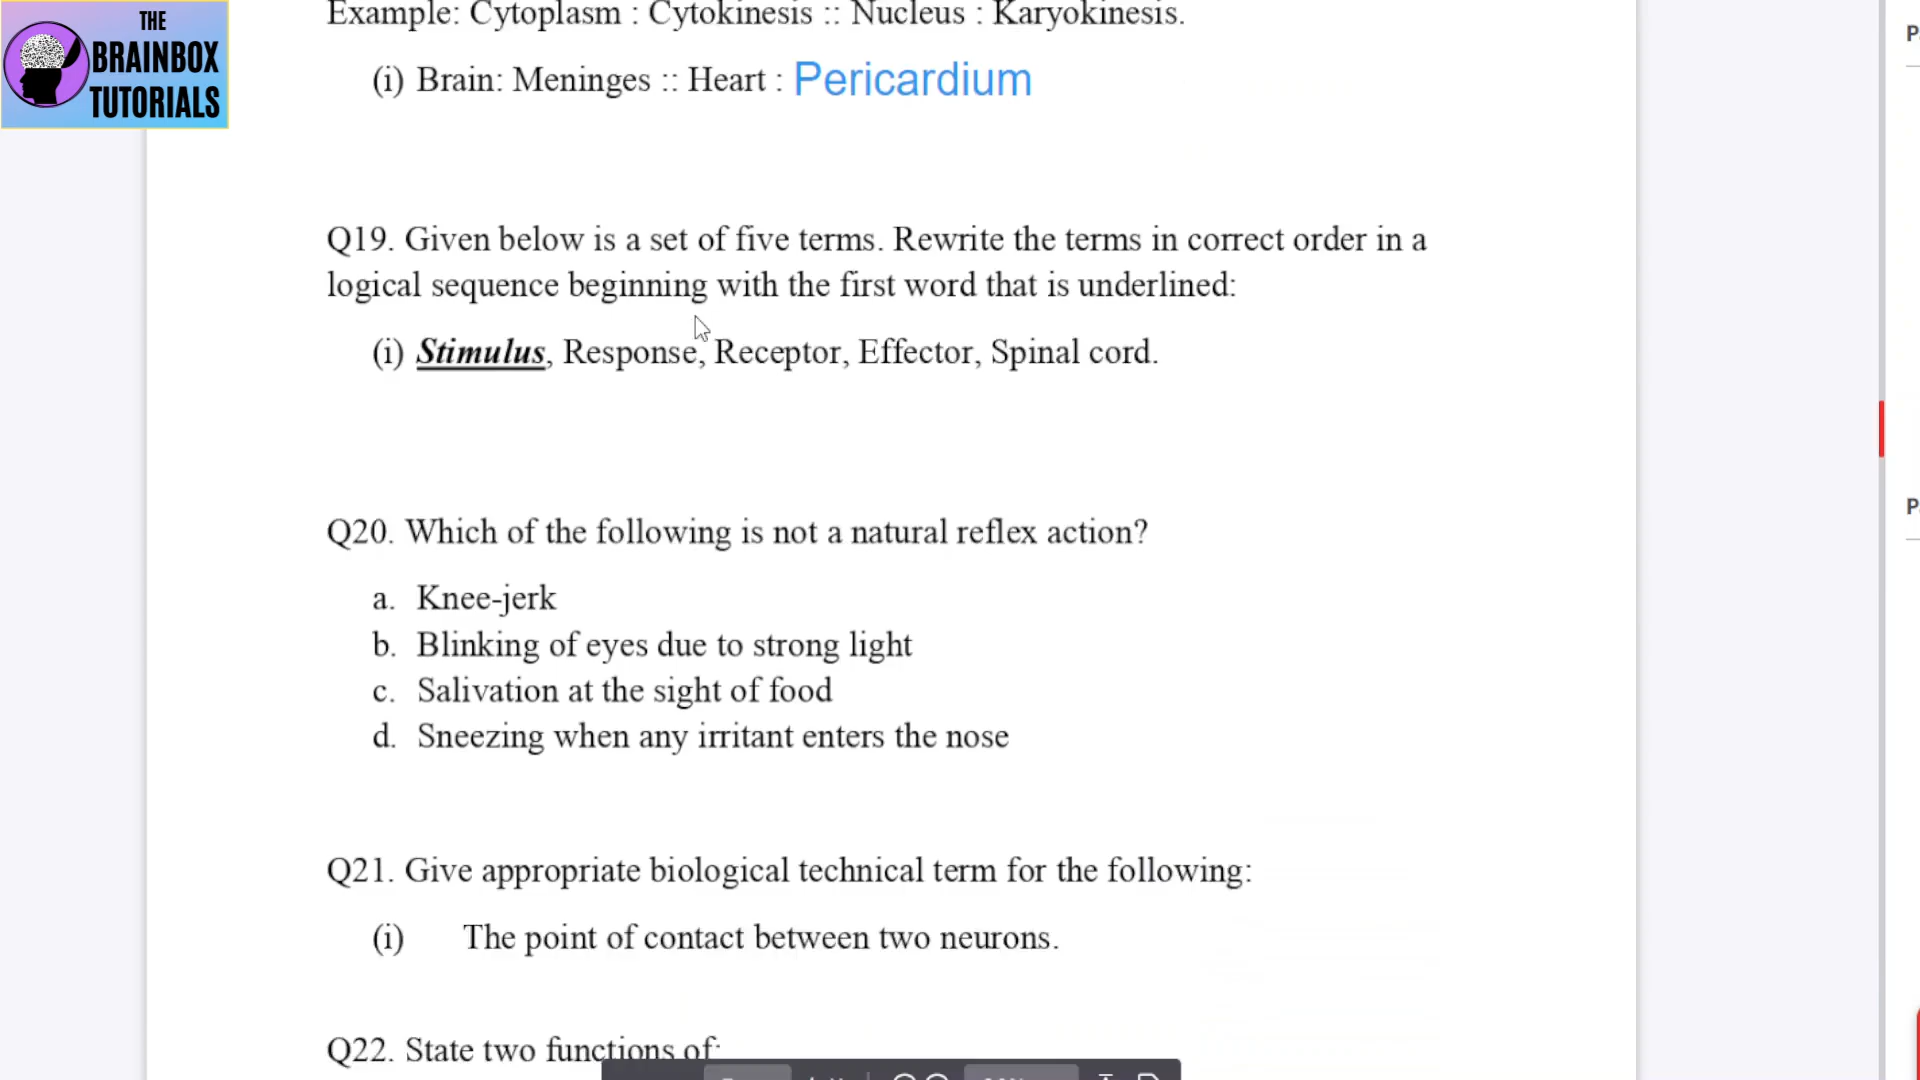 THE
BRAINBOX
TUTORIALS
Example: Cytoplasm : Cytokinesis :: Nucleus : Karyokinesis.
(i) Brain: Meninges :: Heart : Pericardium
Q19. Given below is a set of five terms. Rewrite the terms in correct order in a
logical sequence beginning with the first word that is underlined:
(i) Stimulus, Response, Receptor, Effector, Spinal cord.
Q20. Which of the following is not a natural reflex action?
a. Knee-jerk
b. Blinking of eyes due to strong light
c. Salivation at the sight of food
d. Sneezing when any irritant enters the nose
Q21. Give appropriate biological technical term for the following:
(i) The point of contact between two neurons.
Q22. State two functions of: